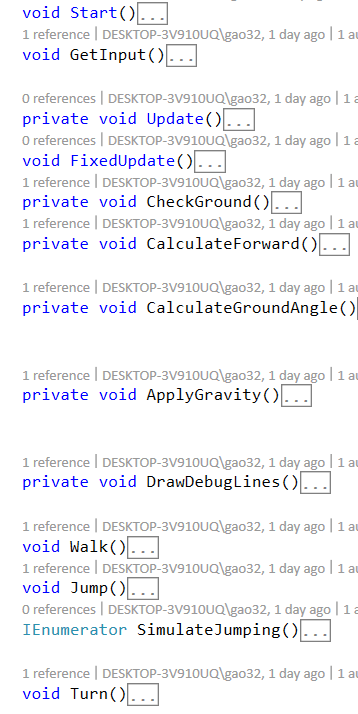 void Start()...
1 reference | DESKTOP-3V910UQ\gao32, 1 day ago | 1 au
void GetInput()...
0 references | DESKTOP-3V910UQ\gao32, 1 day ago | 1 a
private void Update()...
0 references | DESKTOP-3V910UQ\gao32, 1 day ago | 1 a
void FixedUpdate()...
1 reference | DESKTOP-3V910UQ\gao32, 1 day ago | 1 au
private void CheckGround()...
1 reference | DESKTOP-3V910UQ\gao32, 1 day ago | 1 au
private void CalculateForward()...
1 reference | DESKTOP-3V910UQ\gao32, 1 day ago | 1 au
private void CalculateGroundAngle()
1 reference | DESKTOP-3V910UQ\gao32, 1 day ago | 1 au
private void ApplyGravity()...
1 reference | DESKTOP-3V910UQ\gao32, 1 day ago | 1 au
private void DrawDebugLines()...
1 reference | DESKTOP-3V910UQ\gao32, 1 day ago | 1 au
void Walk()...
1 reference | DESKTOP-3V910UQ\gao32, 1 day ago | 1 au
void Jump()...
0 references | DESKTOP-3V910UQ\gao32, 1 day ago | 1 a
IEnumerator SimulateJumping()...
1 reference | DESKTOP-3V910UQ\gao32, 1 day ago | 1 au
void Turn()...